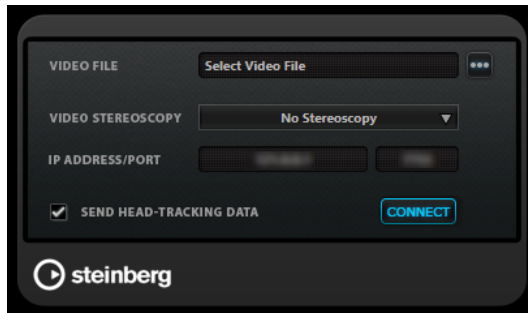 VIDEO FILE Select Video File
VIDEO STEREOSCOPY No Stereoscopy
IP ADDRESS/PORT
SEND HEAD-TRACKING DATA CONNECT
steinberg